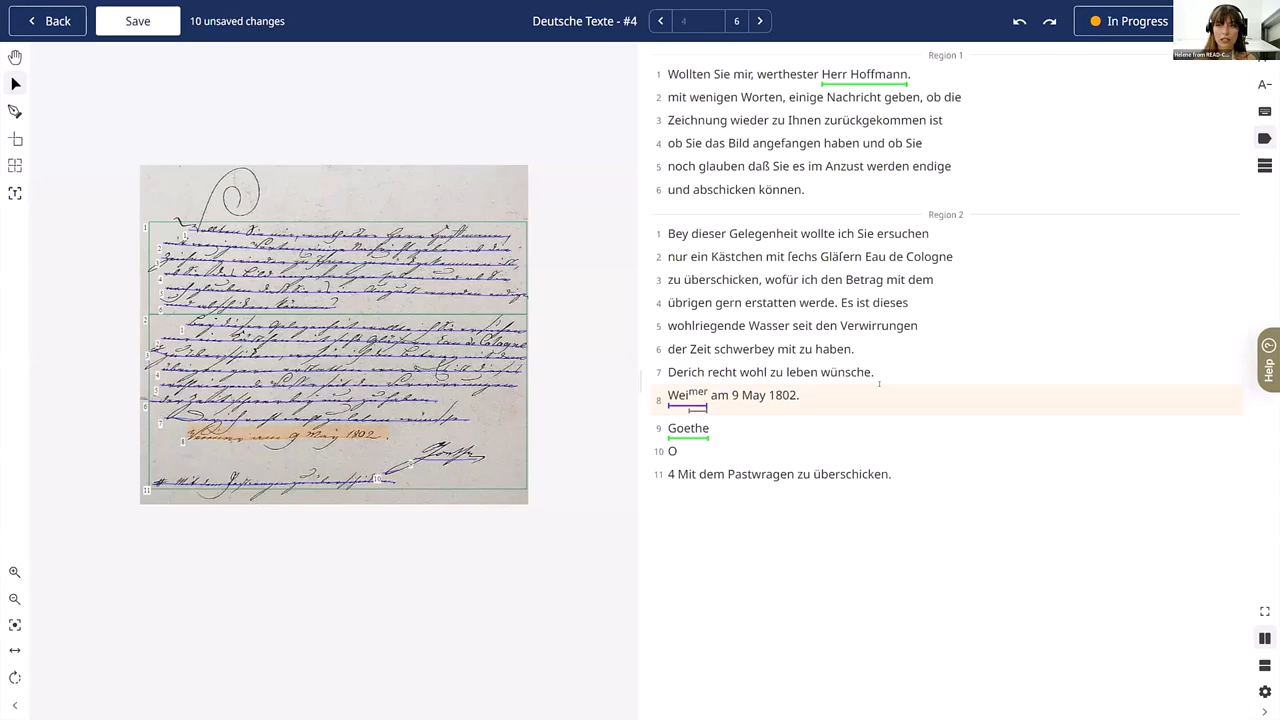 Back
Save
10 unsaved changes
Deutsche Texte - #4
4
6
In Progress
Helene from READ-C...
Region 1
1 Wollten Sie mir, werthester Herr Hoffmann.
2 mit wenigen Worten, einige Nachricht geben, ob die
3 Zeichnung wieder zu Ihnen zurückgekommen ist
4 ob Sie das Bild angefangen haben und ob Sie
5 noch glauben daß Sie es im Anzust werden endige
6 und abschicken können.
Region 2
1 Bey dieser Gelegenheit wollte ich Sie ersuchen
2 nur ein Kästchen mit ſechs Gläſern Eau de Cologne
3 zu überschicken, wofür ich den Betrag mit dem
4 übrigen gern erstatten werde. Es ist dieses
5 wohlriegende Wasser seit den Verwirrungen
6 der Zeit schwerbey mit zu haben.
7 Derich recht wohl zu leben wünsche.
8 Weimer am 9 May 1802.
9 Goethe
10 O
11 4 Mit dem Pastwragen zu überschicken.
A-
Help ?